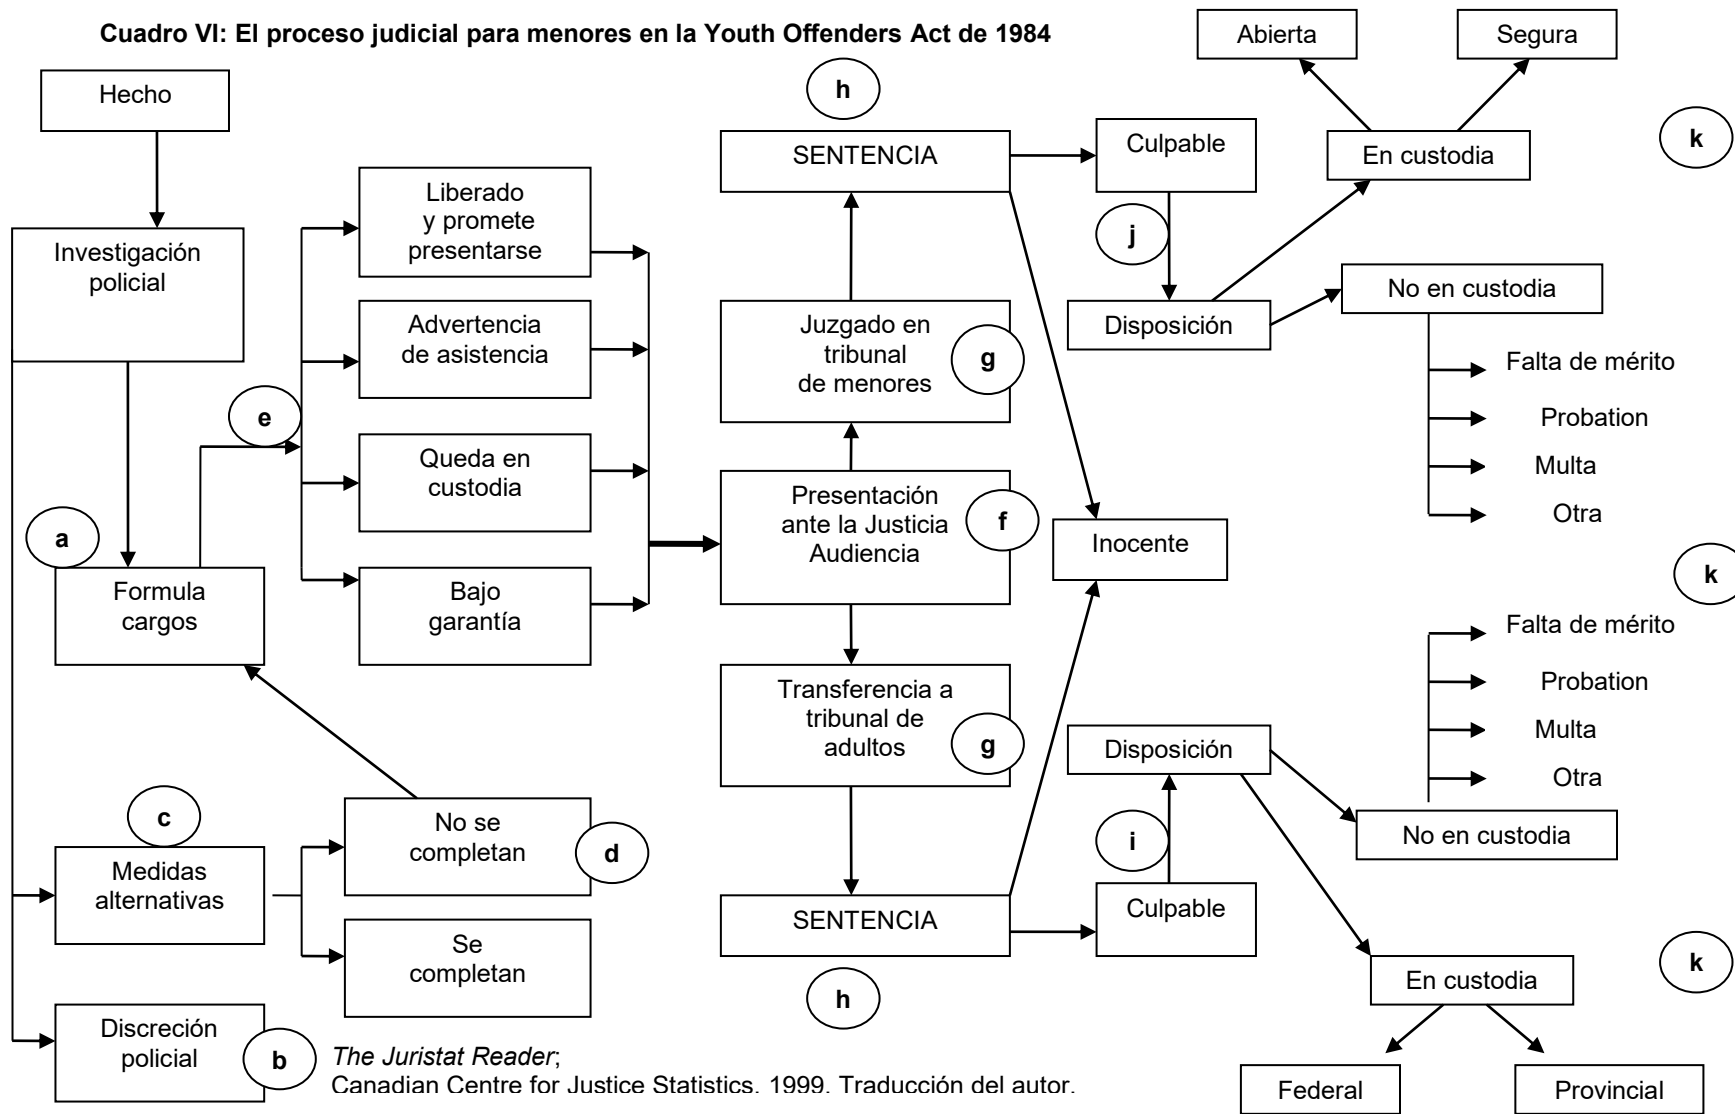 Cuadro VI: El proceso judicial para menores en la Youth Offenders Act de 1984
Hecho
Investigación
policial
a
Formula
cargos
c
Medidas
alternativas
Discreción
policial
b
No se
completan
d
Se
completan
e
Liberado
y promete
presentarse
Advertencia
de asistencia
Queda en
custodia
Bajo
garantía
h
SENTENCIA
Juzgado en
tribunal
de menores
g
Presentación
ante la Justicia
Audiencia
f
Transferencia a
tribunal de
adultos
g
SENTENCIA
h
Culpable
j
Disposición
Inocente
Disposición
i
Culpable
Abierta
Segura
En custodia
k
No en custodia
Falta de mérito
Probation
Multa
Otra
k
Falta de mérito
Probation
Multa
Otra
No en custodia
En custodia
k
Federal
Provincial
The Juristat Reader;
Canadian Centre for Justice Statistics. 1999. Traducción del autor.